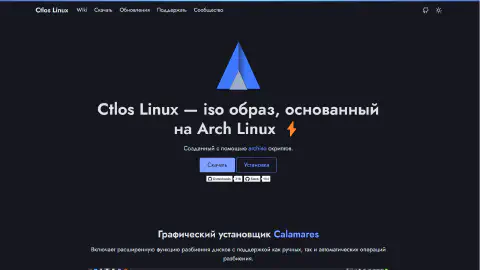 Ctlos Linux Wiki Скачать Обновления Поддержать Сообщество
Ctlos Linux — iso образ, основанный
на Arch Linux
Созданный с помощью archiso скриптов.
Скачать Установка
Графический установщик Calamares
Включает расширенную функцию разбиения дисков с поддержкой как ручных, так и автоматических операций
разбиения.